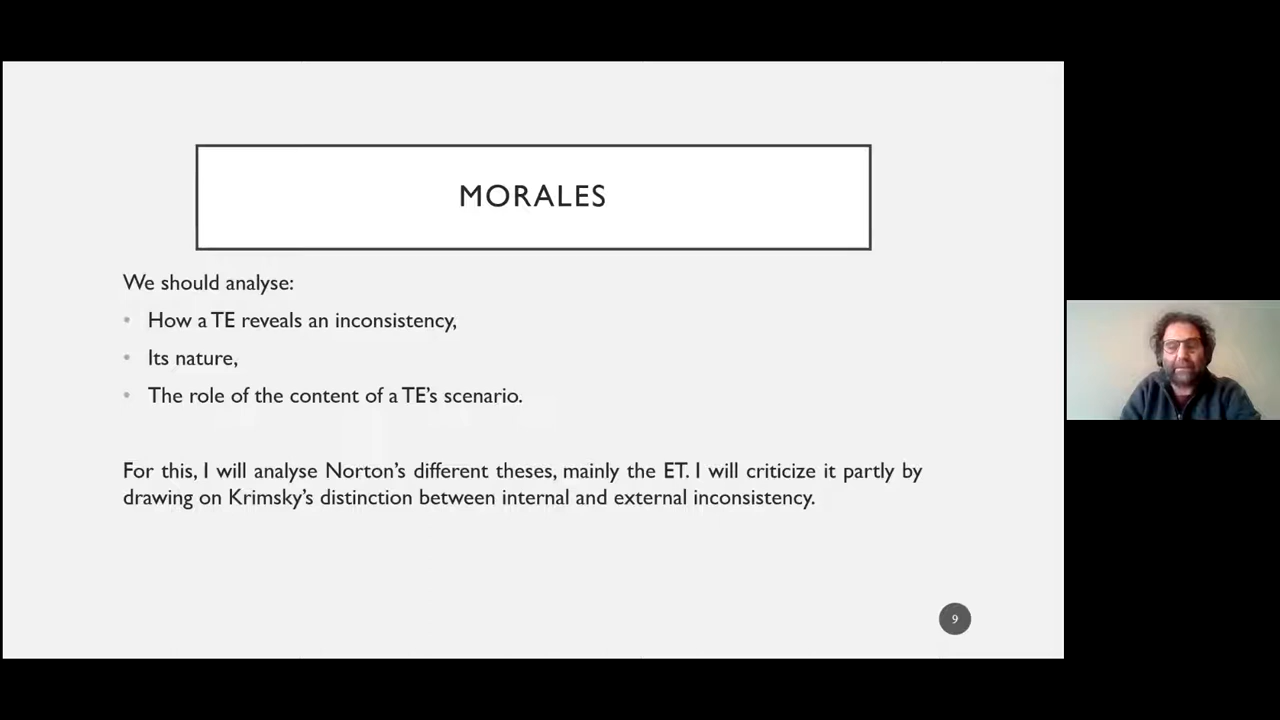 MORALES
We should analyse:
• How a TE reveals an inconsistency,
• Its nature,
• The role of the content of a TE's scenario.
For this, I will analyse Norton's different theses, mainly the ET. I will criticize it partly by
drawing on Krimsky's distinction between internal and external inconsistency.
9